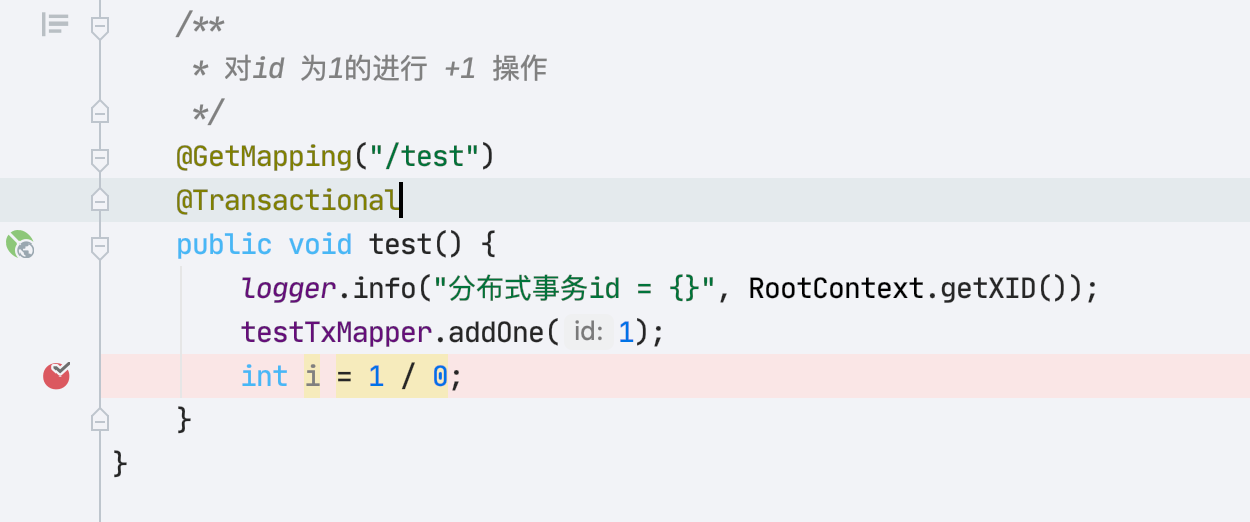 /**
 * 对id 为1的进行 +1 操作
 */
@GetMapping("/test")
@Transactional
public void test() {
logger.info("分布式事务id = {}", RootContext.getXID());
testTxMapper.addOne( id: 1);
int i = 1 / 0;
}
}